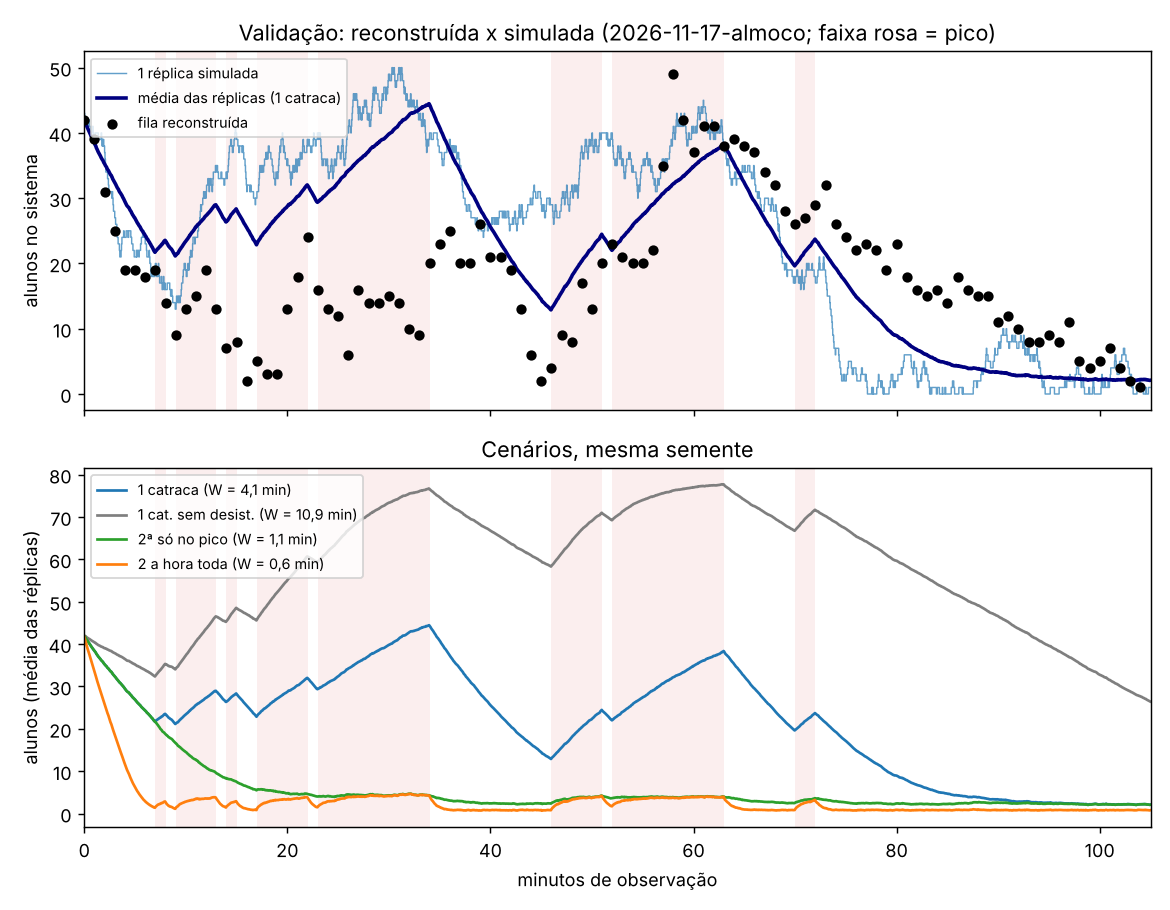 Validação: reconstruída x simulada (2026-11-17-almoco; faixa rosa = pico)
1 réplica simulada
média das réplicas (1 catraca)
fila reconstruída
alunos no sistema
50
40
30
20
10
0
Cenários, mesma semente
1 catraca (W = 4,1 min)
1 cat. sem desist. (W = 10,9 min)
2ª só no pico (W = 1,1 min)
2 a hora toda (W = 0,6 min)
alunos (média das réplicas)
80
70
60
50
40
30
20
10
0
0 20 40 60 80 100
minutos de observação